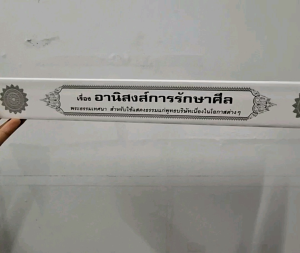 เรื่อง อานิสงส์การรักษาศีล
พระธรรมเทศนา สำหรับใช้แสดงธรรมแก่พุทธบริษัทเนื่องในโอกาสต่างๆ